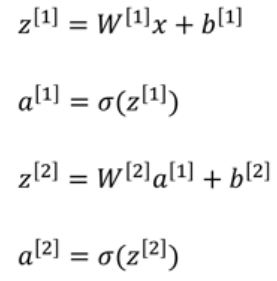 z[1] = W[1]x + b[1]
a[1] = σ(z[1])
z[2] = W[2]a[1] + b[2]
a[2] = σ(z[2])